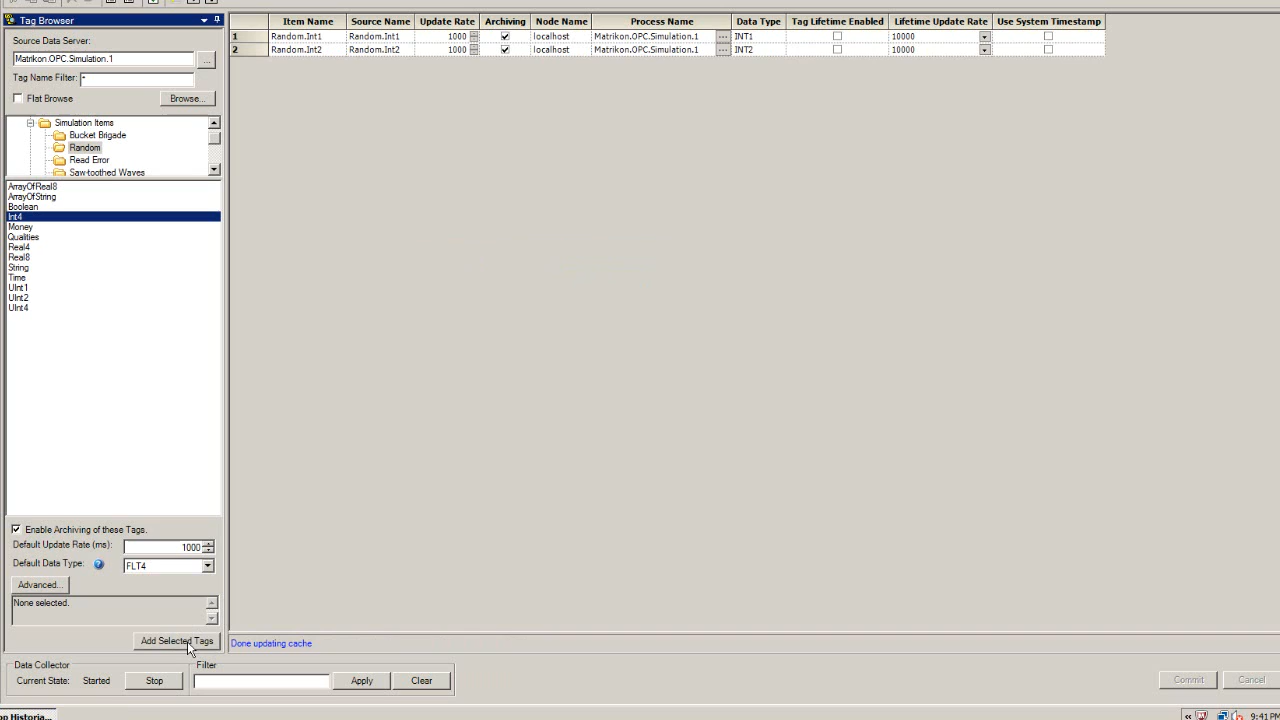 Tag Browser
Source Data Server:
Matrikon.OPC.Simulation.1
...
Tag Name Filter: *
Flat Browse Browse...
Simulation Items
Bucket Brigade
Random
Read Error
Saw-toothed Waves
ArrayOfReal8
ArrayOfString
Boolean
Int4
Money
Qualities
Real4
Real8
String
Time
UInt1
UInt2
UInt4
Enable Archiving of these Tags.
Default Update Rate (ms): 1000
Default Data Type: ? FLT4
Advanced...
None selected.
Add Selected Tags
Item Name Source Name Update Rate Archiving Node Name Process Name Data Type Tag Lifetime Enabled Lifetime Update Rate Use System Timestamp
1 Random.Int1 Random.Int1 1000 localhost Matrikon.OPC.Simulation.1 ... INT1 10000
2 Random.Int2 Random.Int2 1000 localhost Matrikon.OPC.Simulation.1 ... INT2 10000
Done updating cache
Data Collector Filter
Current State: Started Stop Apply Clear Commit Cancel
op Historia... « 9:41 PM